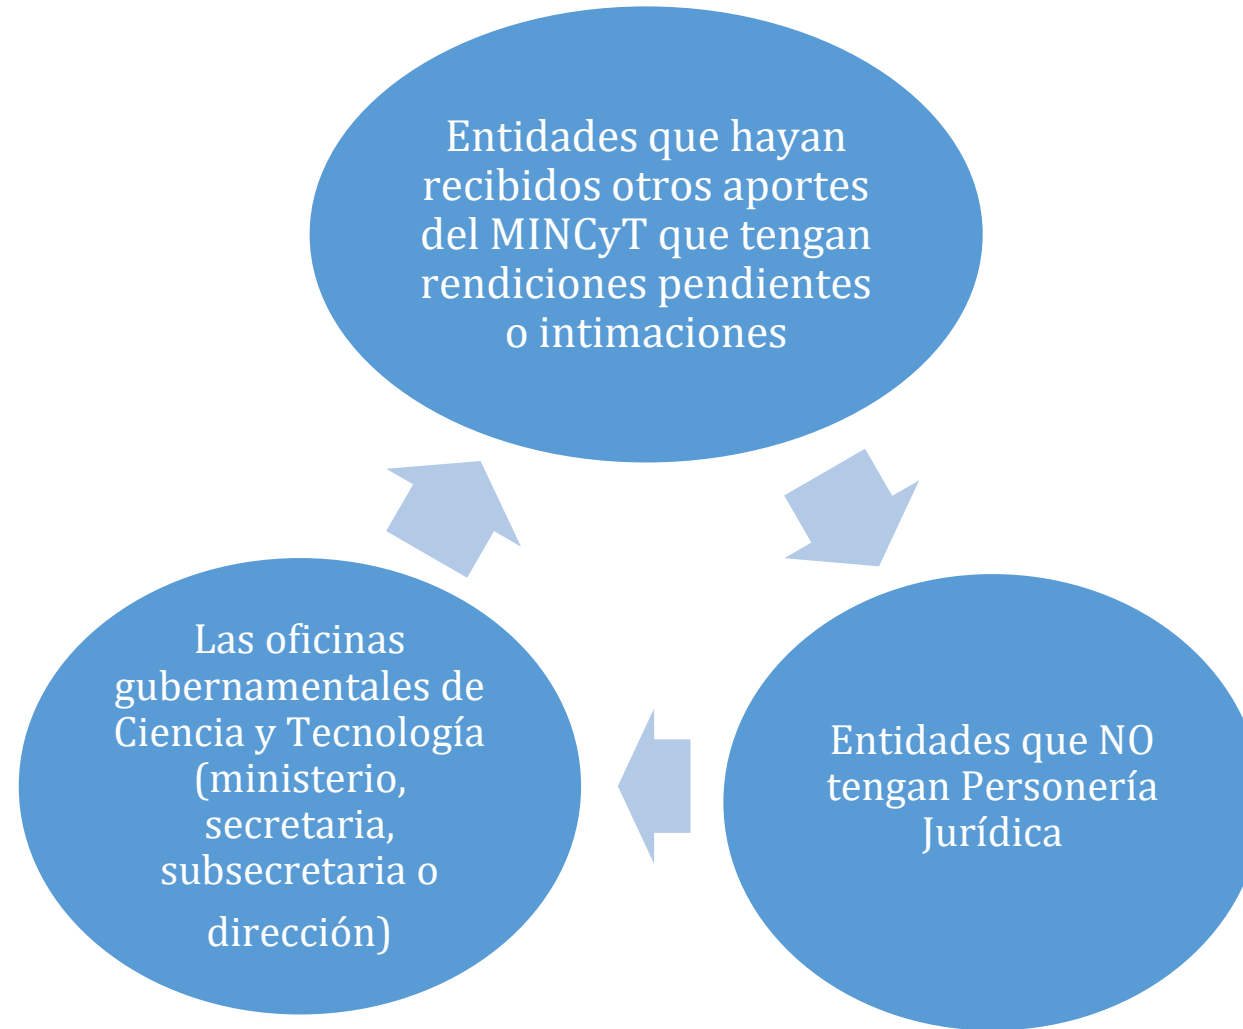 Entidades que hayan
recibidos otros aportes
del MINCyT que tengan
rendiciones pendientes
o intimaciones
Las oficinas
gubernamentales de
Ciencia y Tecnología
(ministerio,
secretaria,
subsecretaria o
dirección)
Entidades que NO
tengan Personería
Jurídica